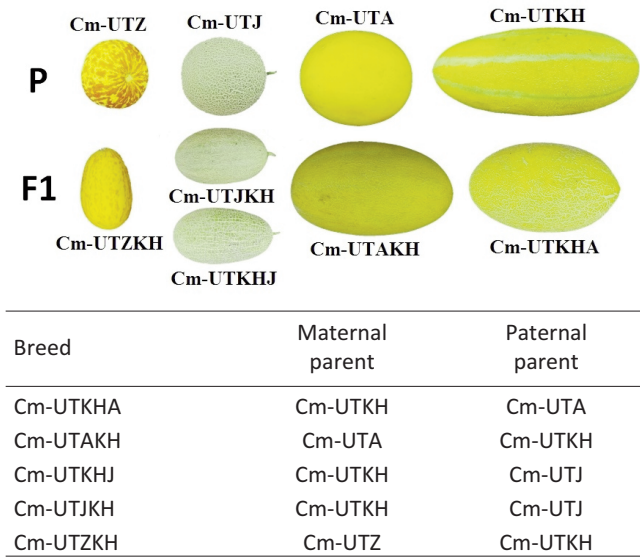 Cm-UTZ Cm-UTJ Cm-UTA Cm-UTKH
P
F1
Cm-UTJKH
Cm-UTZKH Cm-UTKHJ Cm-UTAKH Cm-UTKHA
Breed Maternal parent Paternal parent
Cm-UTKHA Cm-UTKH Cm-UTA
Cm-UTAKH Cm-UTA Cm-UTKH
Cm-UTKHJ Cm-UTKH Cm-UTJ
Cm-UTJKH Cm-UTKH Cm-UTJ
Cm-UTZKH Cm-UTZ Cm-UTKH